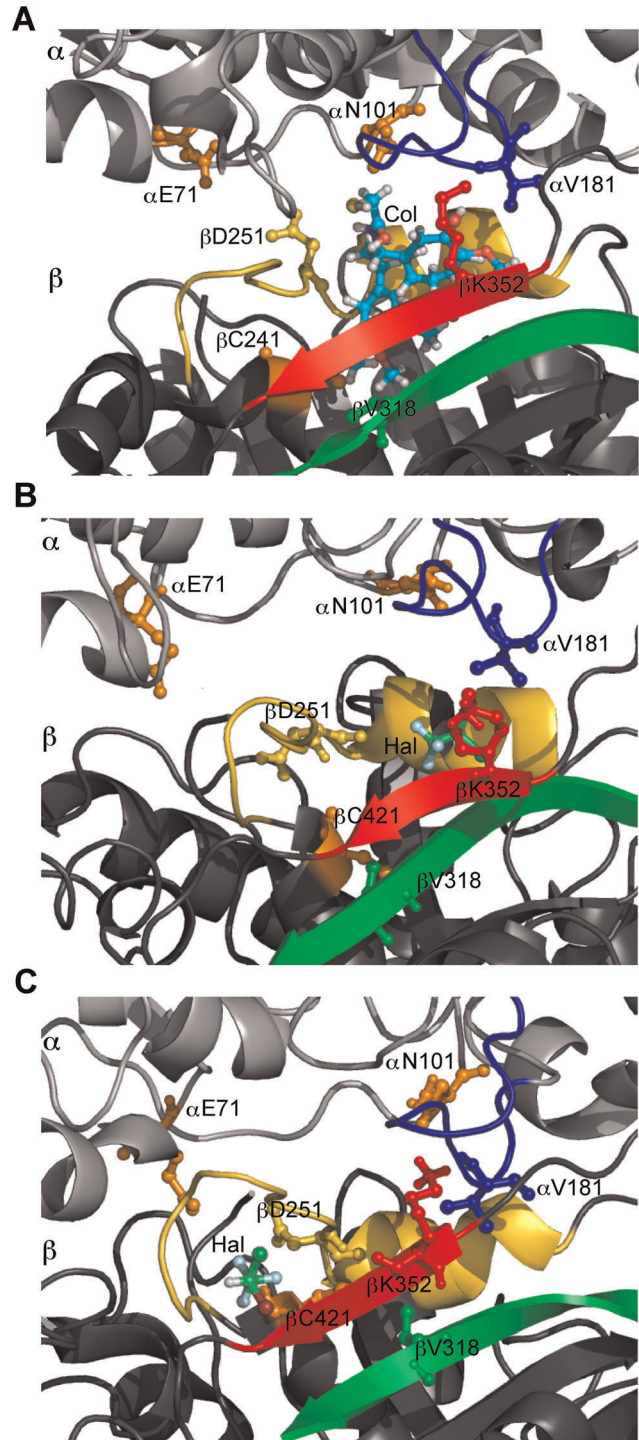 A
α
αN101
αE71
αV181
Col
βD251
βK352
β
βC241
βV318
B
α
αE71
αN101
αV181
βD251
β
Hal
βK352
βC421
βV318
C
α
αN101
αE71
αV181
βD251
Hal
β
βK352
βC421
βV318